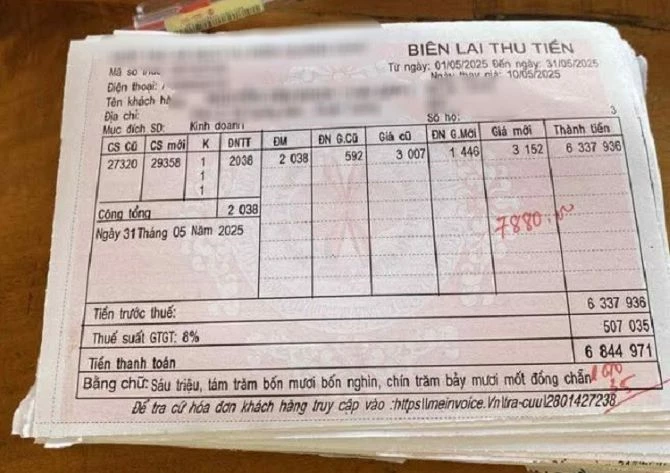 BIÊN LAI THU TIỀN
Từ ngày: 01/05/2025 Đến ngày: 31/05/2025
Ngày thay giá: 10/05/2025
Mã số
Điện thoại:
Tên khách
Địa chỉ:
Số hộ: 3
Mục đích SD: Kinh doanh
CS cũ CS mới K ĐNTT ĐM ĐN G.Cũ Giá cũ ĐN G.Mới Giá mới Thành tiền
27320 29358 1 2038 2 038 592 3 007 1 446 3 152 6 337 936
1
1
Cộng tổng 2 038
7880.
Ngày 31 Tháng 05 Năm 2025
Tiền trước thuế: 6 337 936
Thuế suất GTGT: 8% 507 035
Tiền thanh toán 6 844 971
Bằng chữ: Sáu triệu, tám trăm bốn mươi bốn nghìn, chín trăm bảy mươi mốt đồng chẵn
Để tra cứ hóa đơn khách hàng truy cập vào :https\\meinvoice.Vn\tra-cuu\2801427238